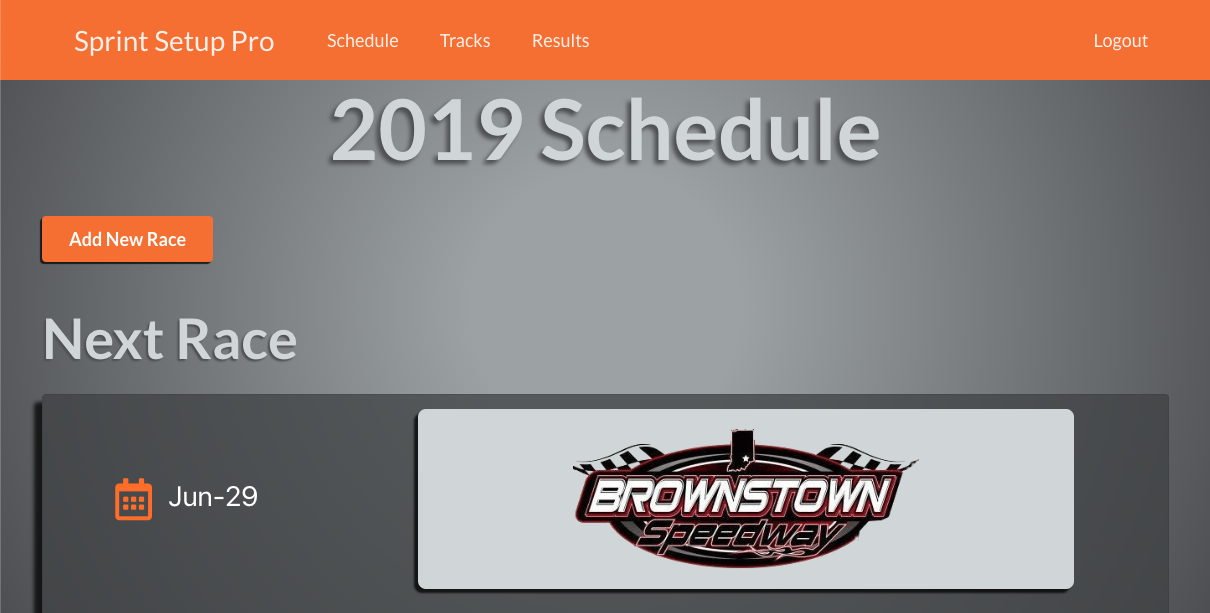 Sprint Setup Pro Schedule Tracks Results Logout
2019 Schedule
Add New Race
Next Race
Jun-29
BROWNSTOWN
Speedway